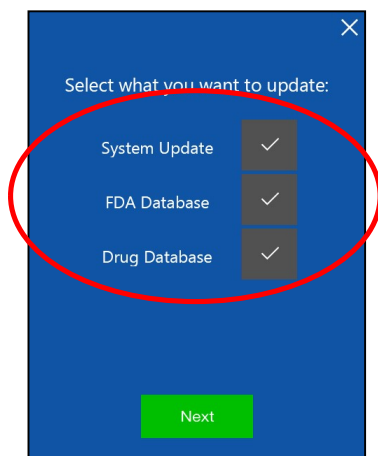 Select what you want to update:
System Update
FDA Database
Drug Database
Next